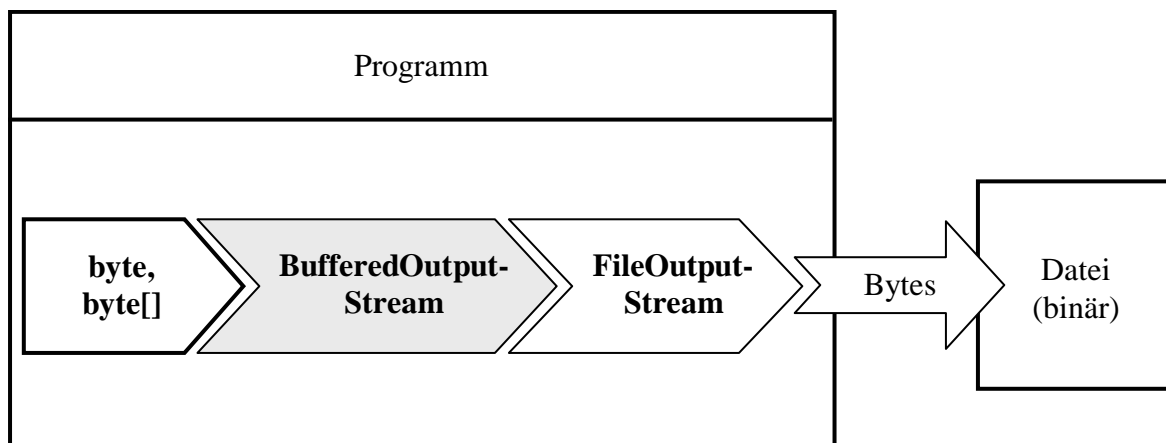 Programm
byte,
byte[]
BufferedOutput-
Stream
FileOutput-
Stream
Bytes
Datei
(binär)